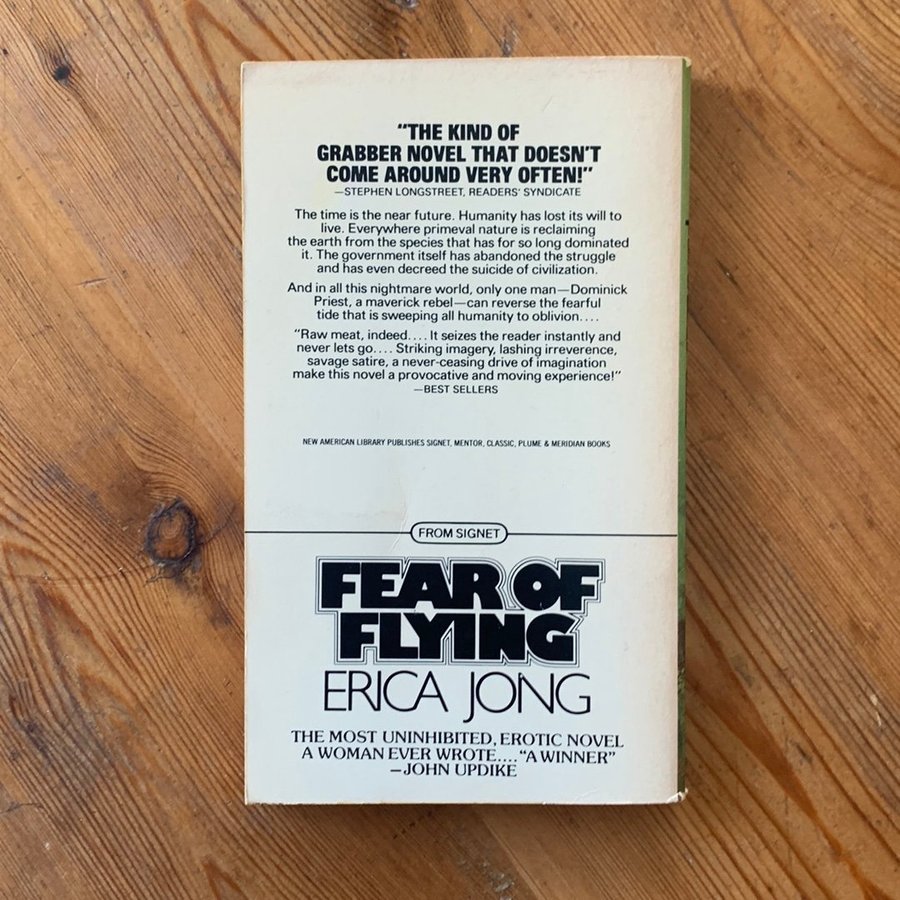 “THE KIND OF
GRABBER NOVEL THAT DOESN’T
COME AROUND VERY OFTEN!”
—STEPHEN LONGSTREET, READERS’ SYNDICATE
The time is the near future. Humanity has lost its will to
live. Everywhere primeval nature is reclaiming
the earth from the species that has for so long dominated
it. The government itself has abandoned the struggle
and has even decreed the suicide of civilization.
And in all this nightmare world, only one man—Dominick
Priest, a maverick rebel—can reverse the fearful
tide that is sweeping all humanity to oblivion....
“Raw meat, indeed.... It seizes the reader instantly and
never lets go.... Striking imagery, lashing irreverence,
savage satire, a never-ceasing drive of imagination
make this novel a provocative and moving experience!”
—BEST SELLERS
NEW AMERICAN LIBRARY PUBLISHES SIGNET, MENTOR, CLASSIC, PLUME & MERIDIAN BOOKS
FROM SIGNET
FEAR OF
FLYING
ERICA JONG
THE MOST UNINHIBITED, EROTIC NOVEL
A WOMAN EVER WROTE.... “A WINNER”
—JOHN UPDIKE